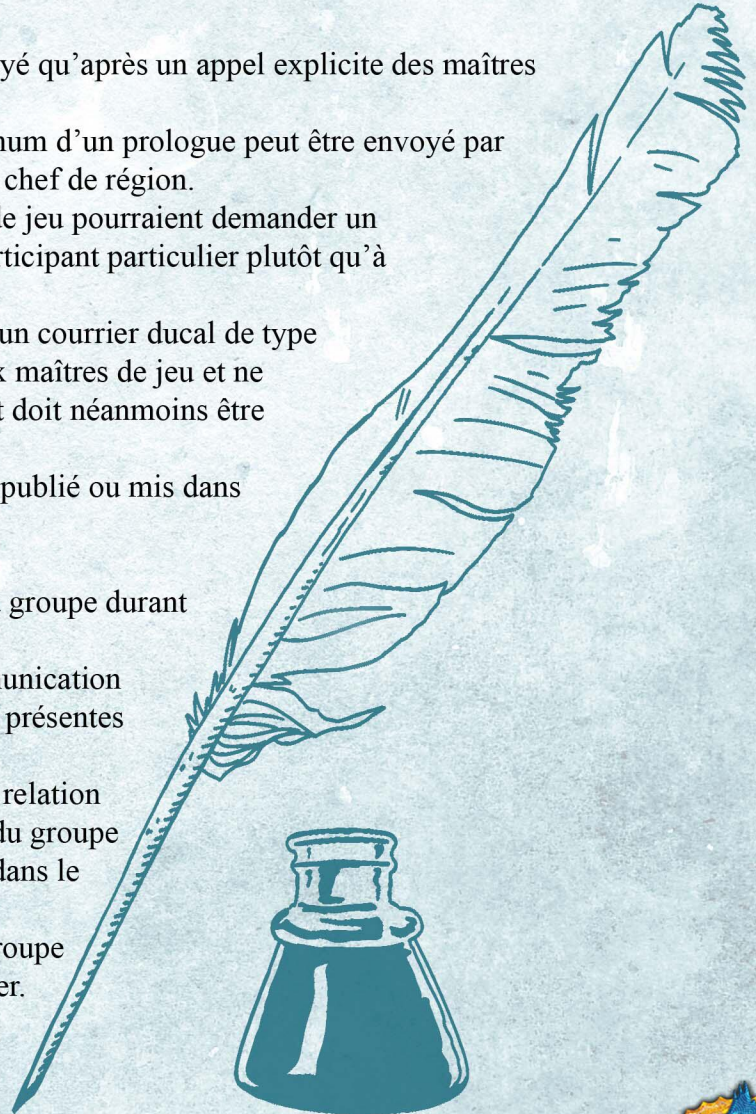 yé qu’après un appel explicite des maîtres
num d’un prologue peut être envoyé par
chef de région.
de jeu pourraient demander un
rticipant particulier plutôt qu’à
un courrier ducal de type
x maîtres de jeu et ne
t doit néanmoins être
publié ou mis dans
groupe durant
munication
présentes
relation
du groupe
dans le
roupe
er.